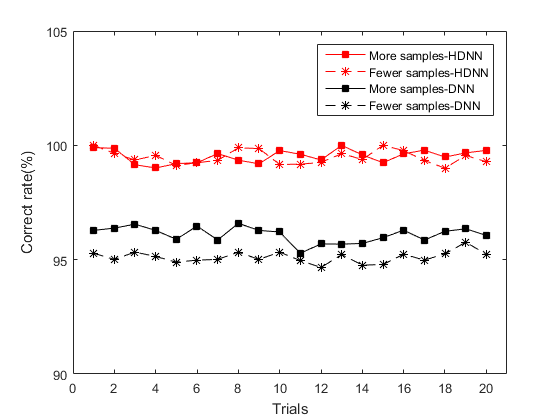 105
100
95
90
Correct rate(%)
More samples-HDNN
Fewer samples-HDNN
More samples-DNN
Fewer samples-DNN
0 2 4 6 8 10 12 14 16 18 20
Trials